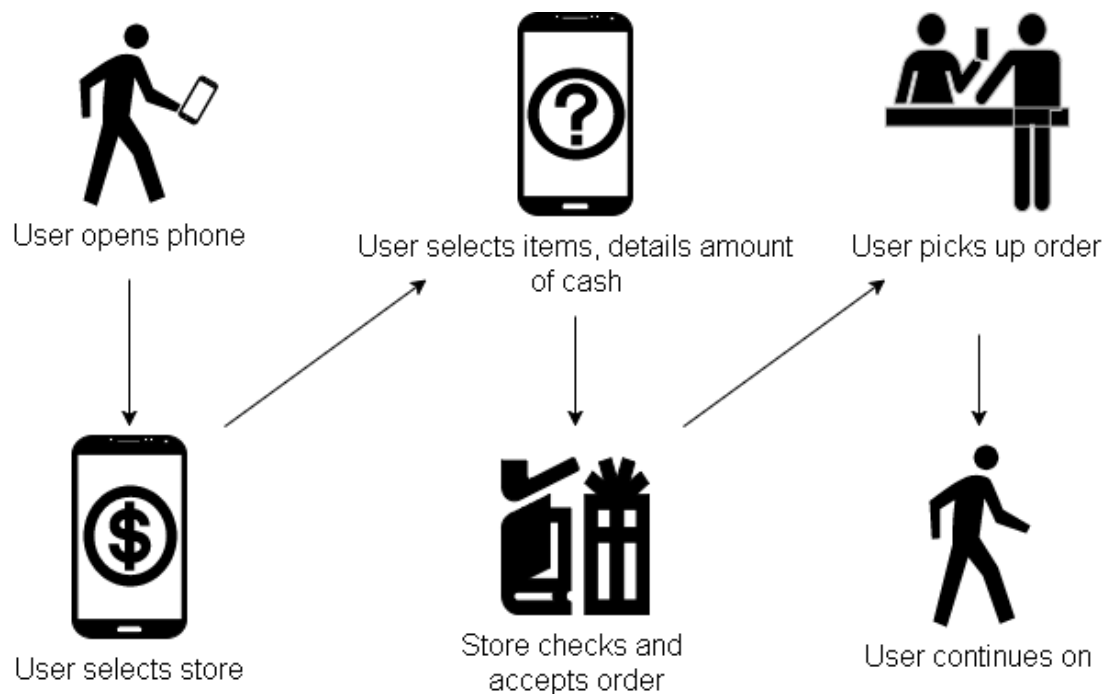 User opens phone
User selects store
User selects items, details amount
of cash
Store checks and
accepts order
User picks up order
User continues on